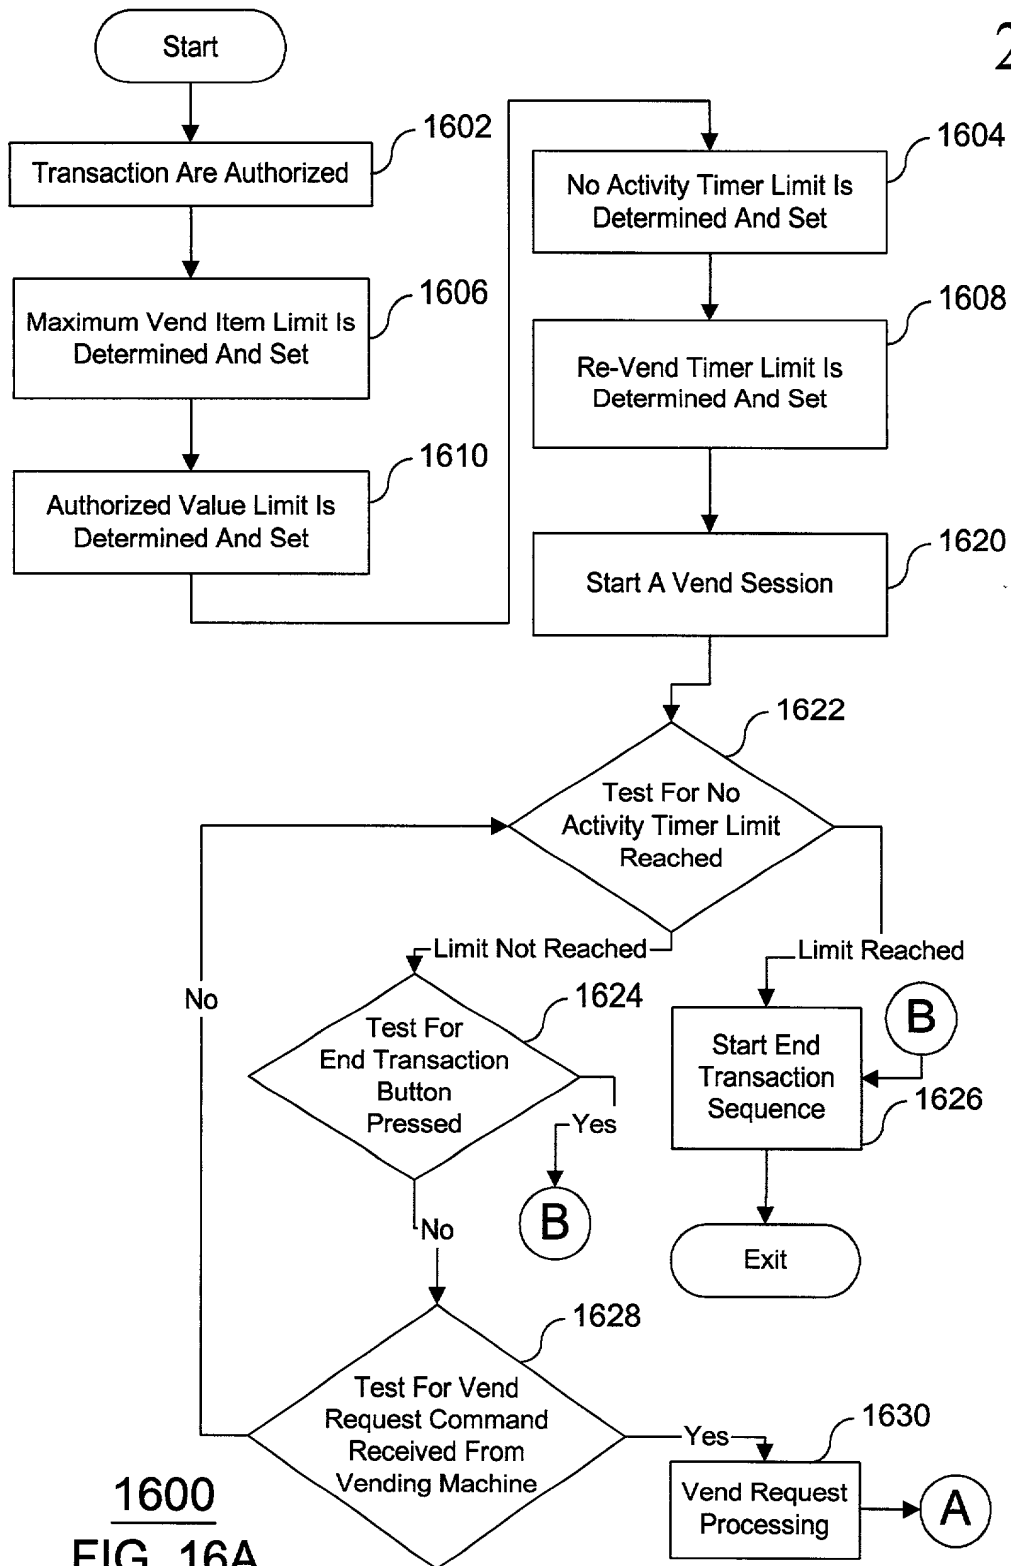 2
Start
1602
Transaction Are Authorized
1606
Maximum Vend Item Limit Is
Determined And Set
1610
Authorized Value Limit Is
Determined And Set
1604
No Activity Timer Limit Is
Determined And Set
1608
Re-Vend Timer Limit Is
Determined And Set
1620
Start A Vend Session
1622
Test For No
Activity Timer Limit
Reached
Limit Not Reached
Limit Reached
No
1624
Test For
End Transaction
Button
Pressed
Yes
B
B
Start End
Transaction
Sequence
1626
Exit
No
1628
Test For Vend
Request Command
Received From
Vending Machine
Yes
1630
Vend Request
Processing
A
1600
FIG. 16A